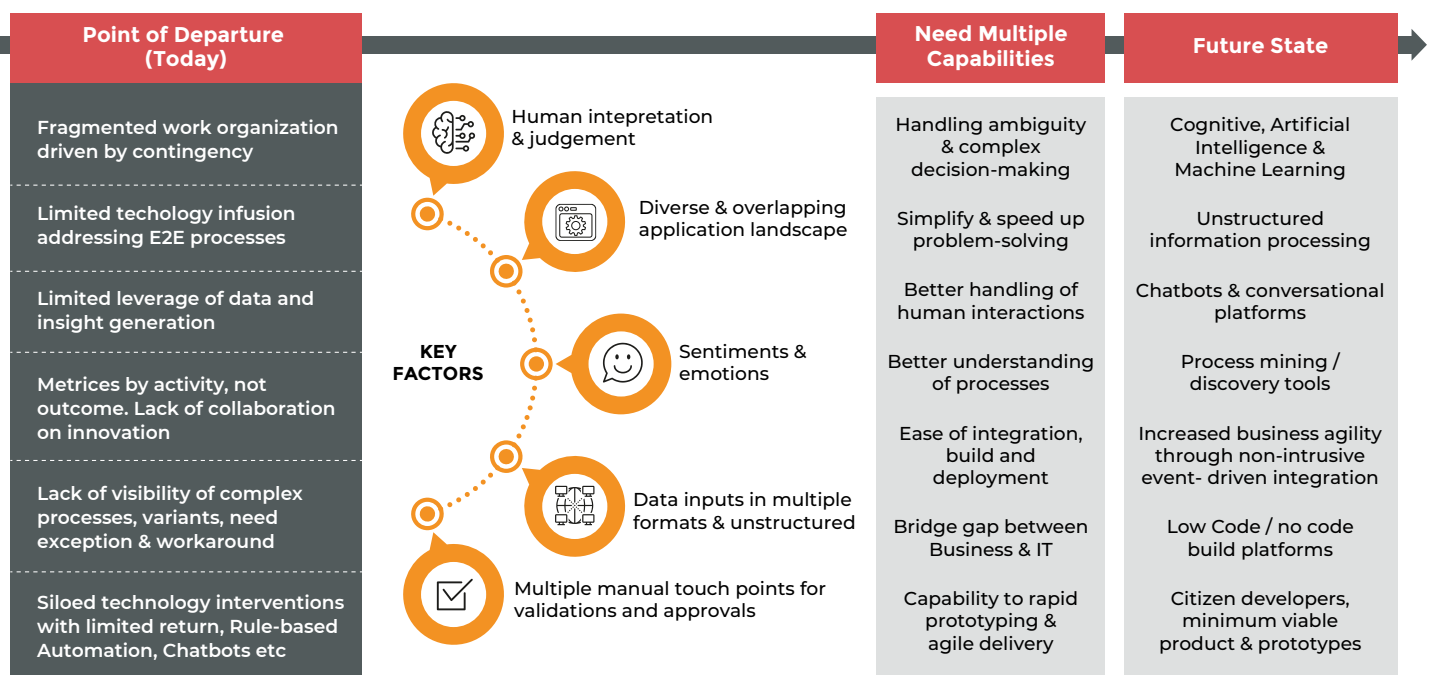 Point of Departure
(Today)
Fragmented work organization
driven by contingency
Limited techology infusion
addressing E2E processes
Limited leverage of data and
insight generation
Metrices by activity, not
outcome. Lack of collaboration
on innovation
Lack of visibility of complex
processes, variants, need
exception & workaround
Siloed technology interventions
with limited return, Rule-based
Automation, Chatbots etc
KEY
FACTORS
Human intepretation
& judgement
Diverse & overlapping
application landscape
Sentiments &
emotions
Data inputs in multiple
formats & unstructured
Multiple manual touch points for
validations and approvals
Need Multiple
Capabilities
Handling ambiguity
& complex
decision-making
Simplify & speed up
problem-solving
Better handling of
human interactions
Better understanding
of processes
Ease of integration,
build and
deployment
Bridge gap between
Business & IT
Capability to rapid
prototyping &
agile delivery
Future State
Cognitive, Artificial
Intelligence &
Machine Learning
Unstructured
information processing
Chatbots & conversational
platforms
Process mining /
discovery tools
Increased business agility
through non-intrusive
event- driven integration
Low Code / no code
build platforms
Citizen developers,
minimum viable
product & prototypes